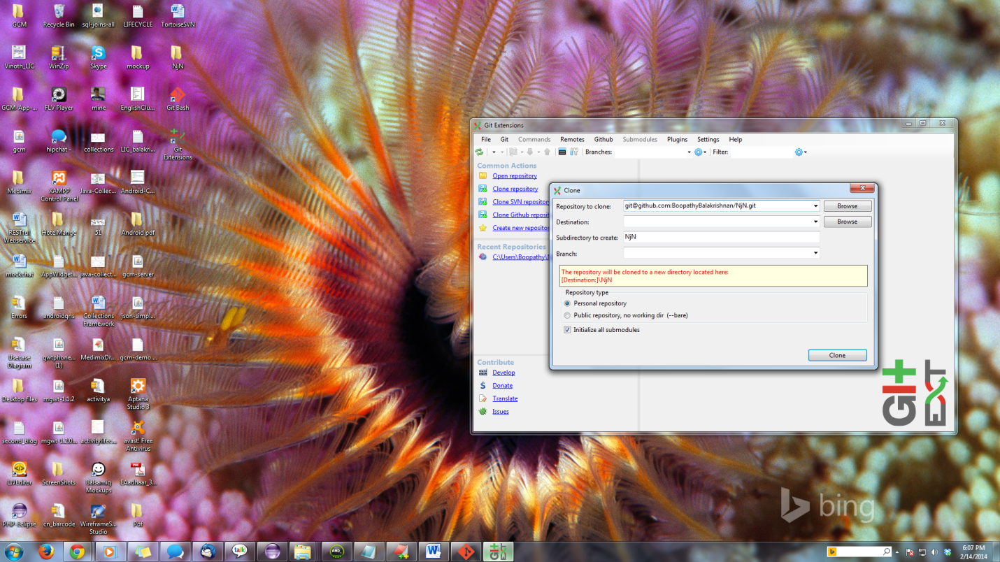 GCM
Recycle Bin
sql-joins-all
LIFECYCLE
TortoiseSVN
Vinoth_LIC
WinZip
Skype
mockup
NjN
GCM-App-...
FLV Player
mine
EnglishClu...
Git Bash
gcm
hipchat -
collections
LIC_balakri...
Git
Extensions
Medimix
XAMPP
Control Panel
Java-Collec...
Android-C...
RESTful
Webservice
HotelMange
51
Android pdf
mockchat
AppWidget...
java-collect...
gcm-server
Errors
androidqns
Collections
Framework
json-simpl...
Usecase
Diagram
gwtphone...
(1)
MedimixDr...
gcm-demo...
Desktop files
mgwt-1.1.2
activitya
Aptana
Studio 3
second_blog
mgwt-1.2.0...
activitylifec...
avast! Free
Antivirus
LIVEditor
ScreenShots
Balsamiq
Mockups
EAadhaar_3...
PHP_Eclipse
cn_barcode
WireframeS...
Studio
Pdf
Git Extensions
File Git Commands Remotes Github Submodules Plugins Settings Help
Branches: Filter:
Common Actions
Open repository
Clone repository
Clone SVN repositor
Clone Github reposit
Create new repositor
Recent Repositories
C:\Users\Boopathy\
Contribute
Develop
Donate
Translate
Issues
Clone
Repository to clone: git@github.com:BoopathyBalakrishnan/NjN.git Browse
Destination: Browse
Subdirectory to create: NjN
Branch:
The repository will be cloned to a new directory located here:
[Destination:]\NjN
Repository type
Personal repository
Public repository, no working dir (--bare)
Initialize all submodules
Clone
GIt
EXT
bing
talk
6:07 PM
2/14/2014